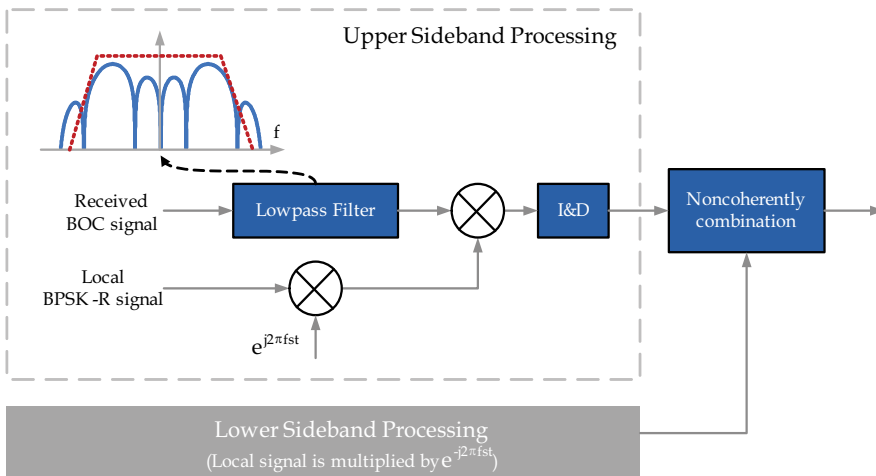 Upper Sideband Processing
f
Received
BOC signal
Lowpass Filter
I&D
Noncoherently
combination
Local
BPSK -R signal
e^{j2πfst}
Lower Sideband Processing
(Local signal is multiplied by e^{-j2πfst})